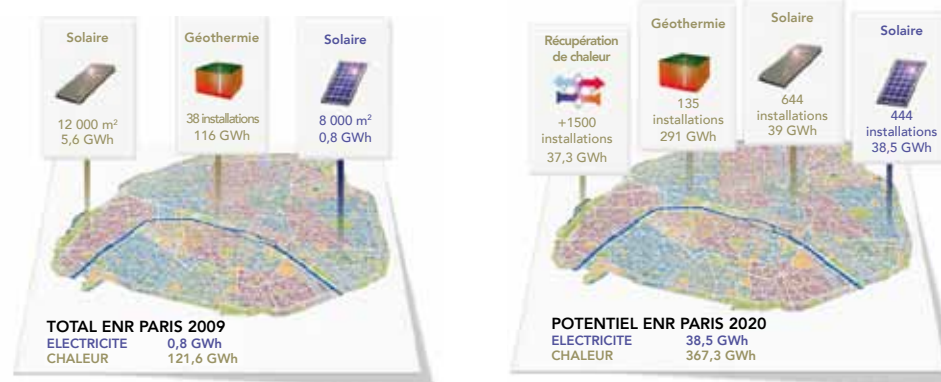 Solaire
12 000 m²
5,6 GWh
Géothermie
38 installations
116 GWh
Solaire
8 000 m²
0,8 GWh
TOTAL ENR PARIS 2009
ELECTRICITE 0,8 GWh
CHALEUR 121,6 GWh
Récupération
de chaleur
+1500
installations
37,3 GWh
Géothermie
135
installations
291 GWh
Solaire
644
installations
39 GWh
Solaire
444
installations
38,5 GWh
POTENTIEL ENR PARIS 2020
ELECTRICITE 38,5 GWh
CHALEUR 367,3 GWh